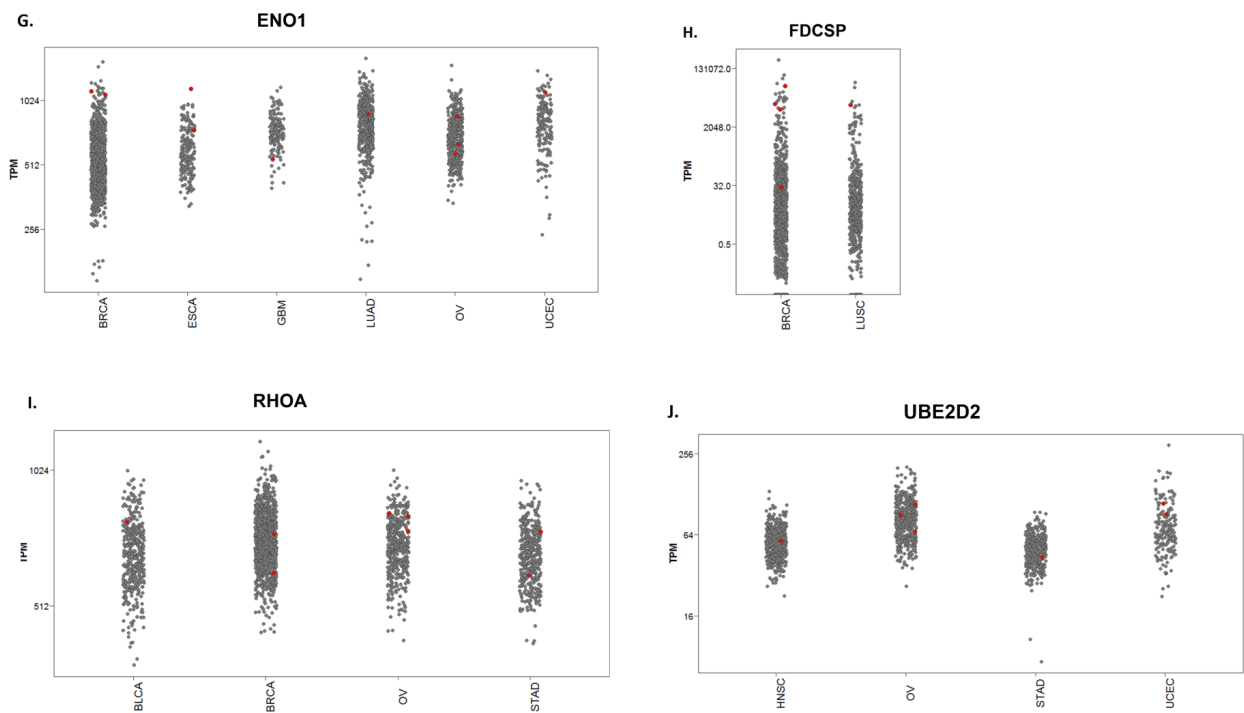 G.
ENO1
1024
512
256
TPM
BRCA
ESCA
GBM
LUAD
OV
UCEC
H.
FDCSP
131072.0
2048.0
32.0
0.5
TPM
BRCA
LUSC
I.
RHOA
1024
512
TPM
BLCA
BRCA
OV
STAD
J.
UBE2D2
256
64
16
TPM
HNSC
OV
STAD
UCEC